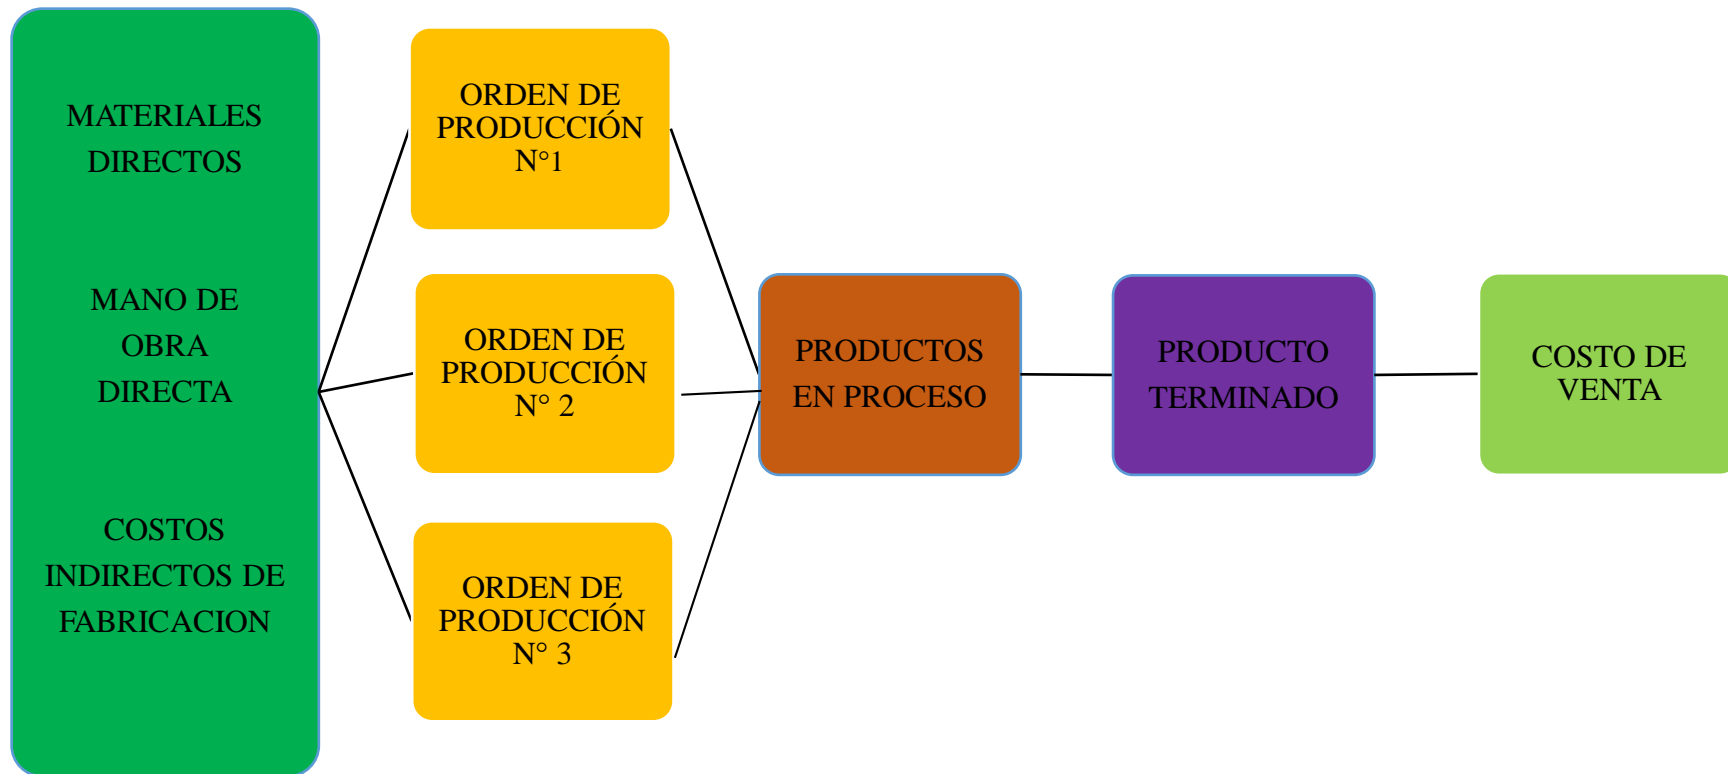 MATERIALES
DIRECTOS
MANO DE
OBRA
DIRECTA
COSTOS
INDIRECTOS DE
FABRICACION
ORDEN DE
PRODUCCIÓN
N°1
ORDEN DE
PRODUCCIÓN
N° 2
ORDEN DE
PRODUCCIÓN
N° 3
PRODUCTOS
EN PROCESO
PRODUCTO
TERMINADO
COSTO DE
VENTA